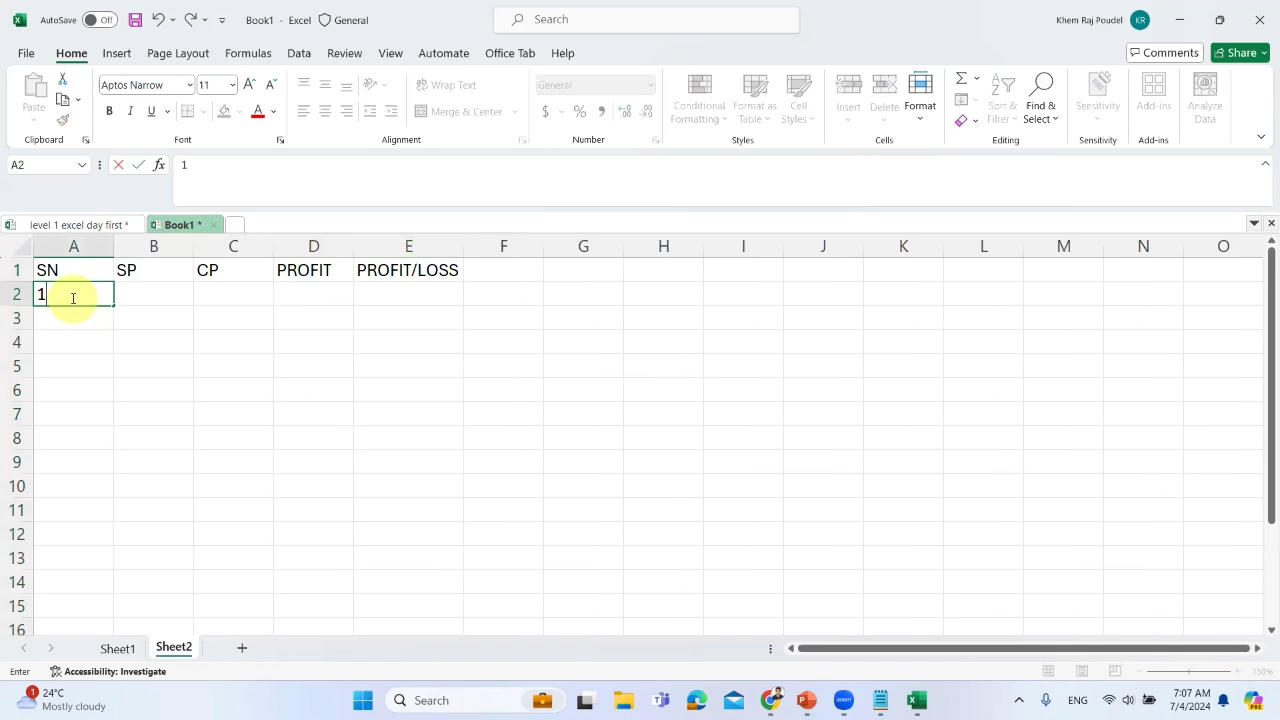 AutoSave Off Book1 - Excel General Search Khem Raj Poudel KR
File Home Insert Page Layout Formulas Data Review View Automate Office Tab Help Comments Share
Paste Aptos Narrow 11 Wrap Text General Conditional Formatting Format as Table Cell Styles Insert Delete Format Sort & Filter Find & Select Sensitivity Add-ins Analyze Data
B I U Merge & Center $ %
Clipboard Font Alignment Number Styles Cells Editing Sensitivity Add-ins
A2 fx 1
level 1 excel day first * Book1 *
A B C D E F G H I J K L M N O
1 SN SP CP PROFIT PROFIT/LOSS
2 1
3
4
5
6
7
8
9
10
11
12
13
14
15
16
Sheet1 Sheet2
Enter Accessibility: Investigate 150%
1 24°C Mostly cloudy Search zoom ENG 7:07 AM 7/4/2024 PRE